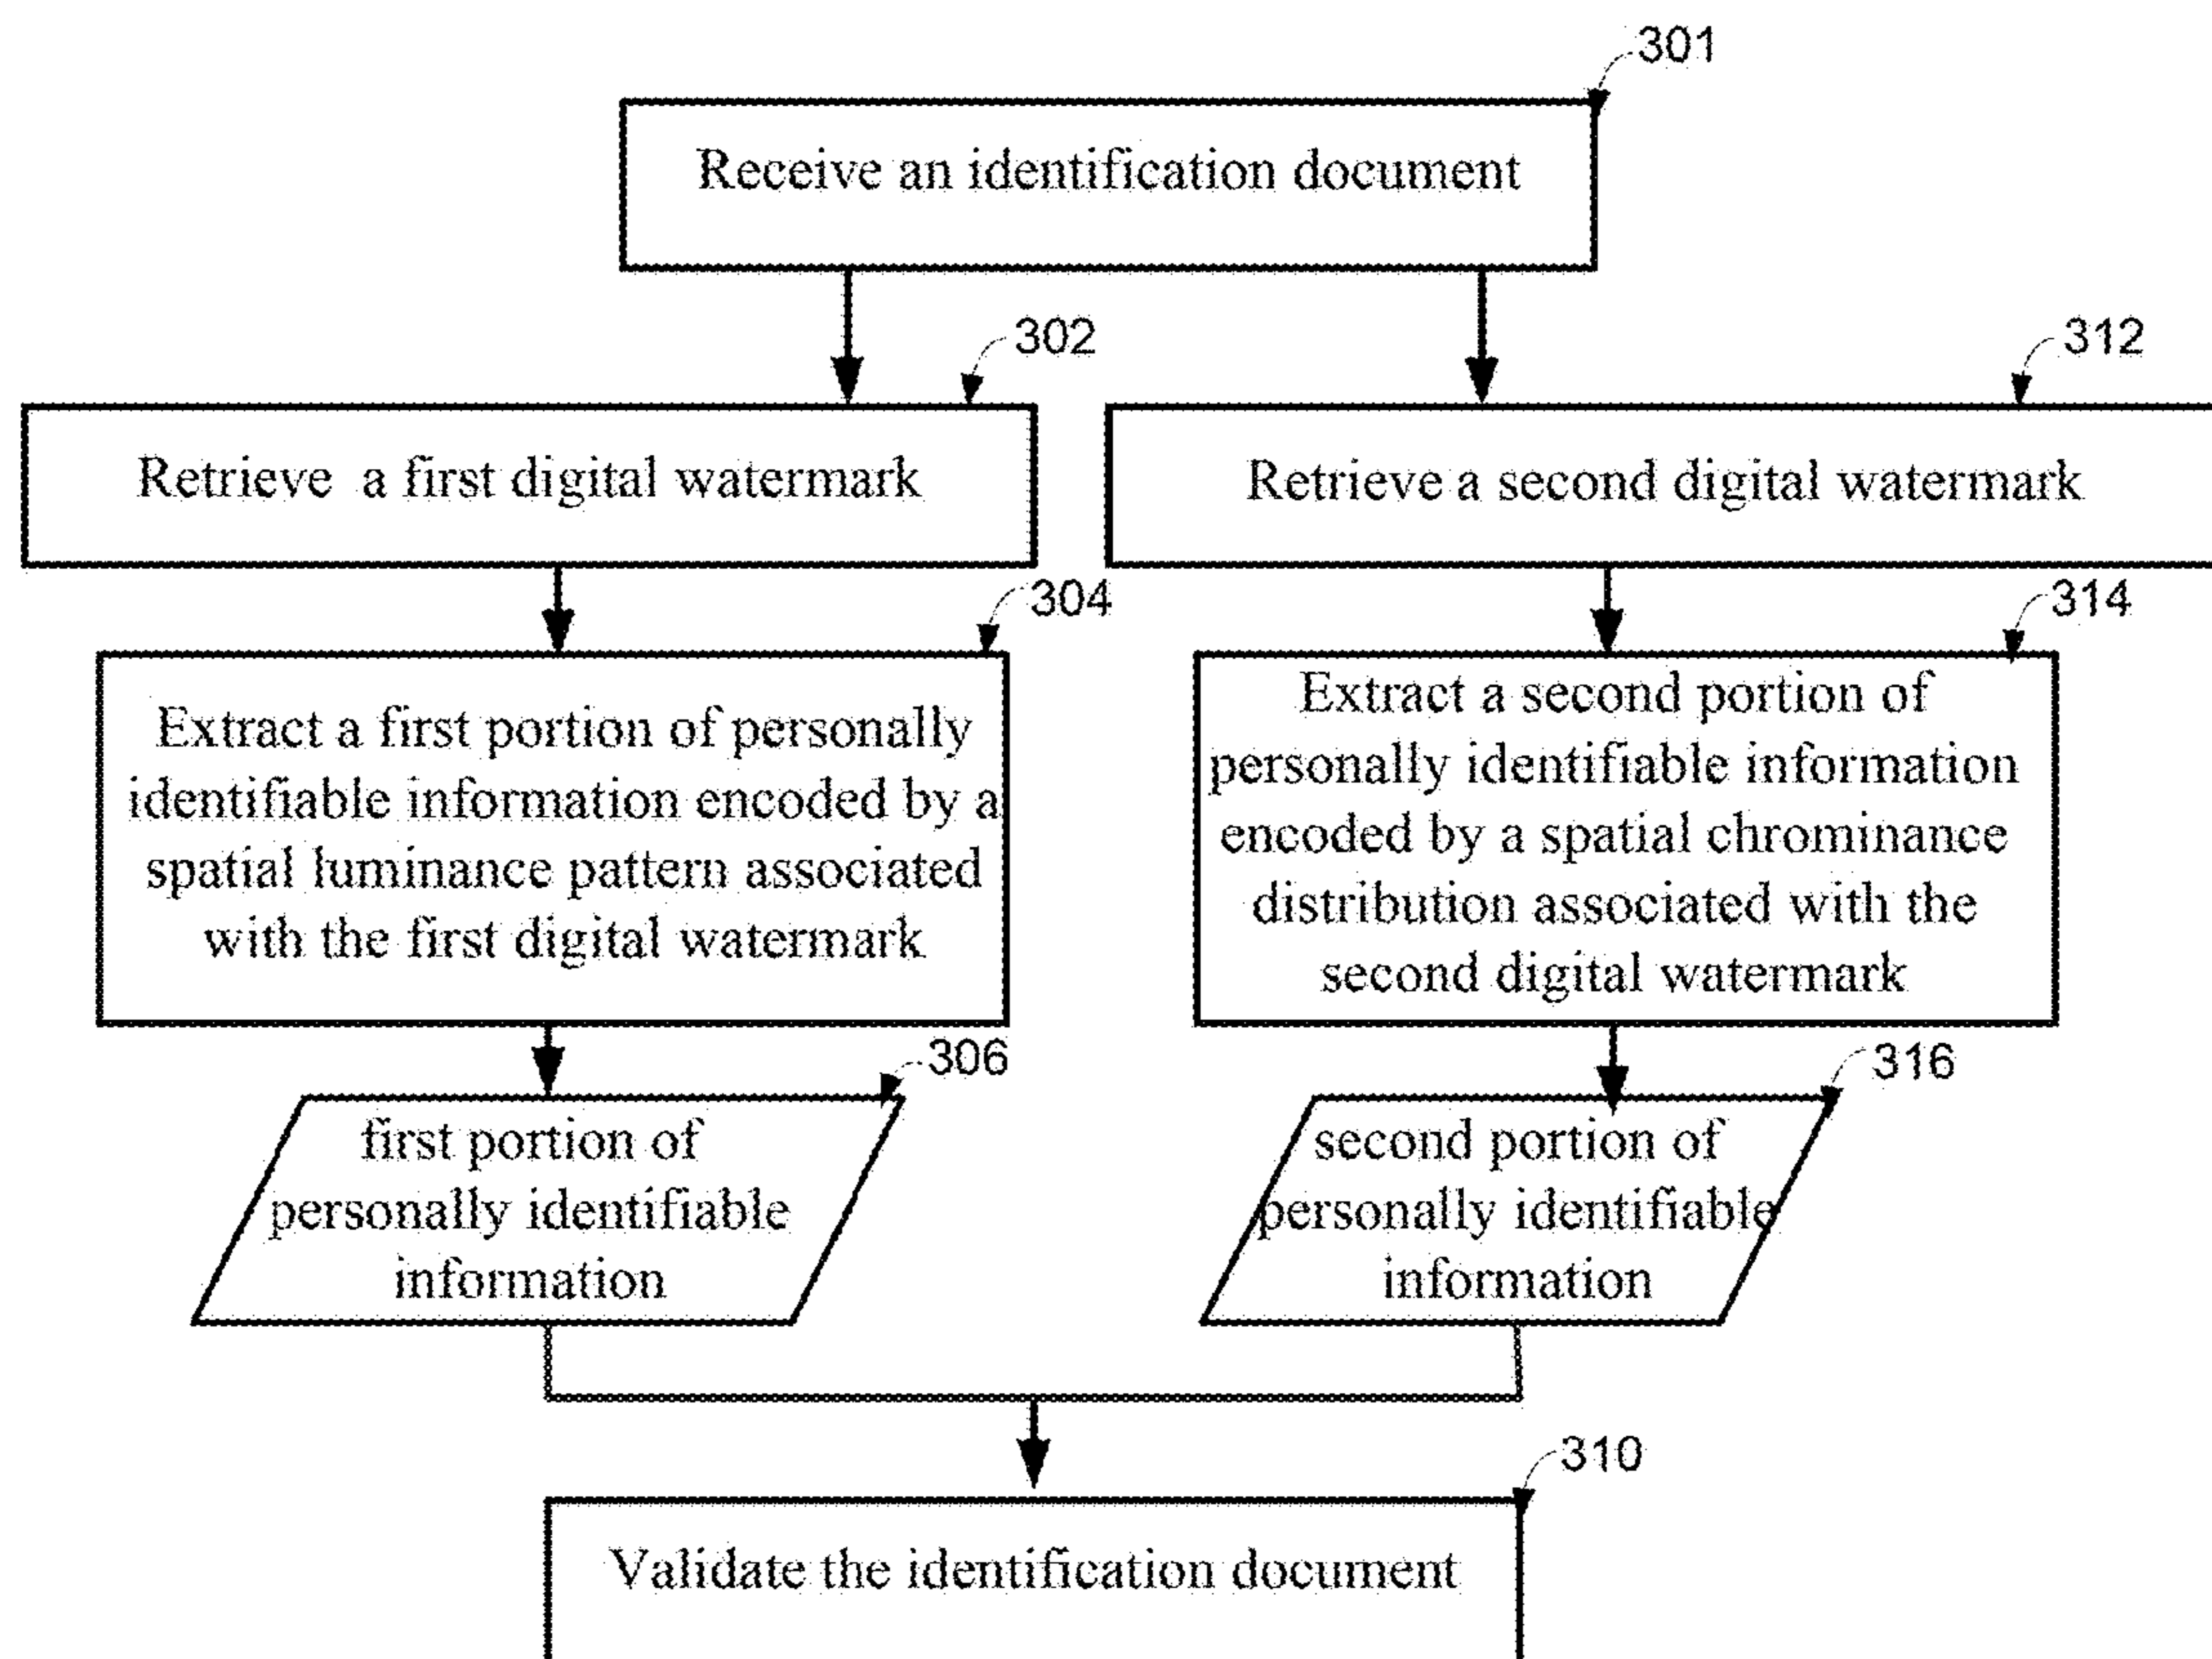 301
Receive an identification document
302
312
Retrieve a first digital watermark
Retrieve a second digital watermark
304
314
Extract a first portion of personally
identifiable information encoded by a
spatial luminance pattern associated
with the first digital watermark
Extract a second portion of
personally identifiable information
encoded by a spatial chrominance
distribution associated with the
second digital watermark
306
316
first portion of
personally identifiable
information
second portion of
personally identifiable
information
310
Validate the identification document